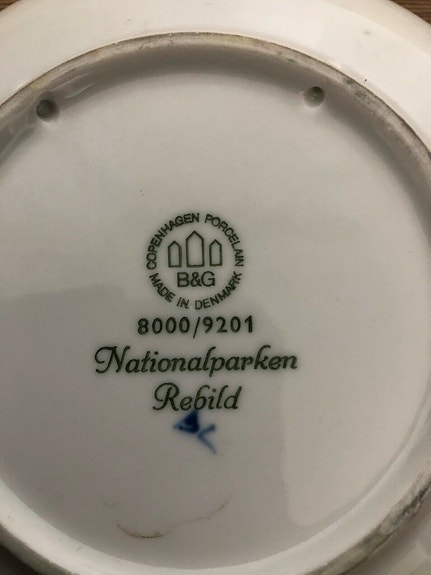 COPENHAGEN PORCELAIN
B&G
MADE IN DENMARK
8000/9201
Nationalparken
Rebild